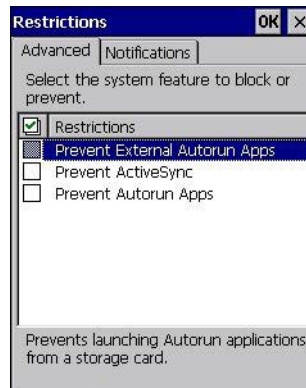 Restrictions OK ×
Advanced Notifications
Select the system feature to block or
prevent.
Restrictions
Prevent External Autorun Apps
Prevent ActiveSync
Prevent Autorun Apps
Prevents launching Autorun applications
from a storage card.